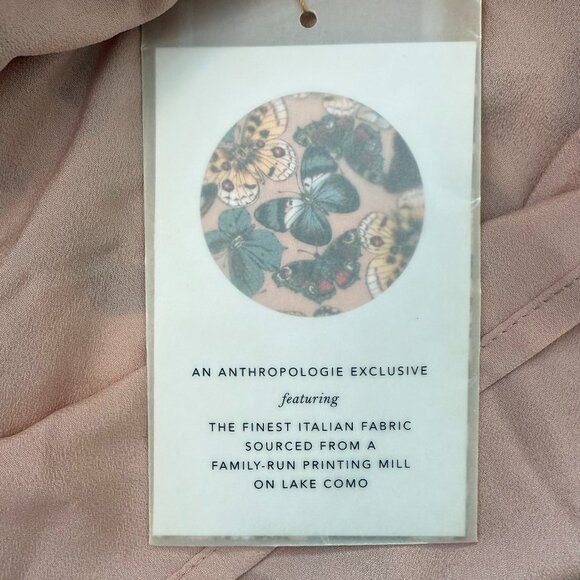 AN ANTHROPOLOGIE EXCLUSIVE
featuring
THE FINEST ITALIAN FABRIC
SOURCED FROM A
FAMILY-RUN PRINTING MILL
ON LAKE COMO